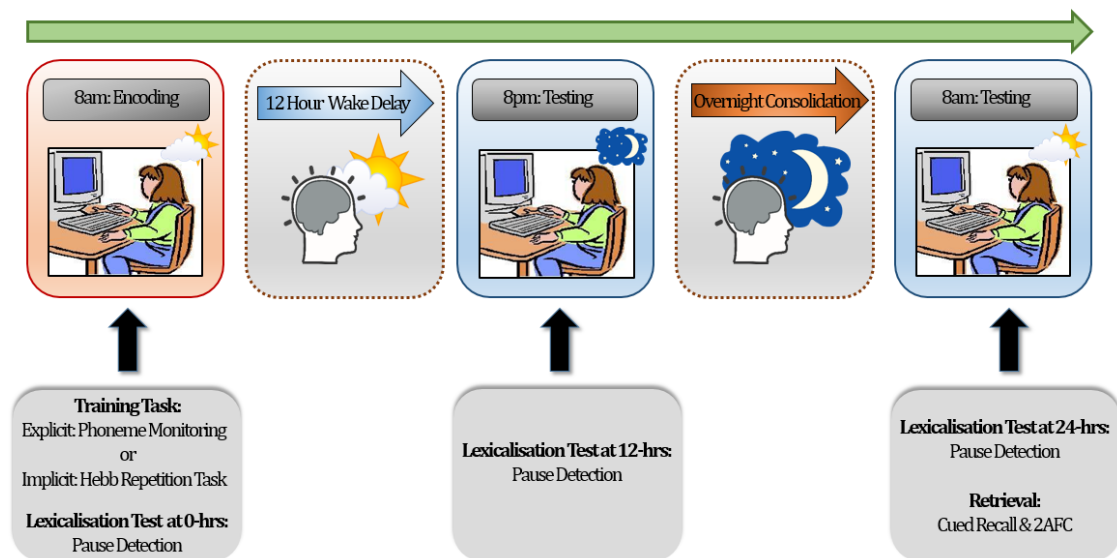 8am: Encoding
12 Hour Wake Delay
8pm: Testing
Overnight Consolidation
8am: Testing
Training Task:
Explicit: Phoneme Monitoring
or
Implicit: Hebb Repetition Task
Lexicalisation Test at 0-hrs:
Pause Detection
Lexicalisation Test at 12-hrs:
Pause Detection
Lexicalisation Test at 24-hrs:
Pause Detection
Retrieval:
Cued Recall & 2AFC